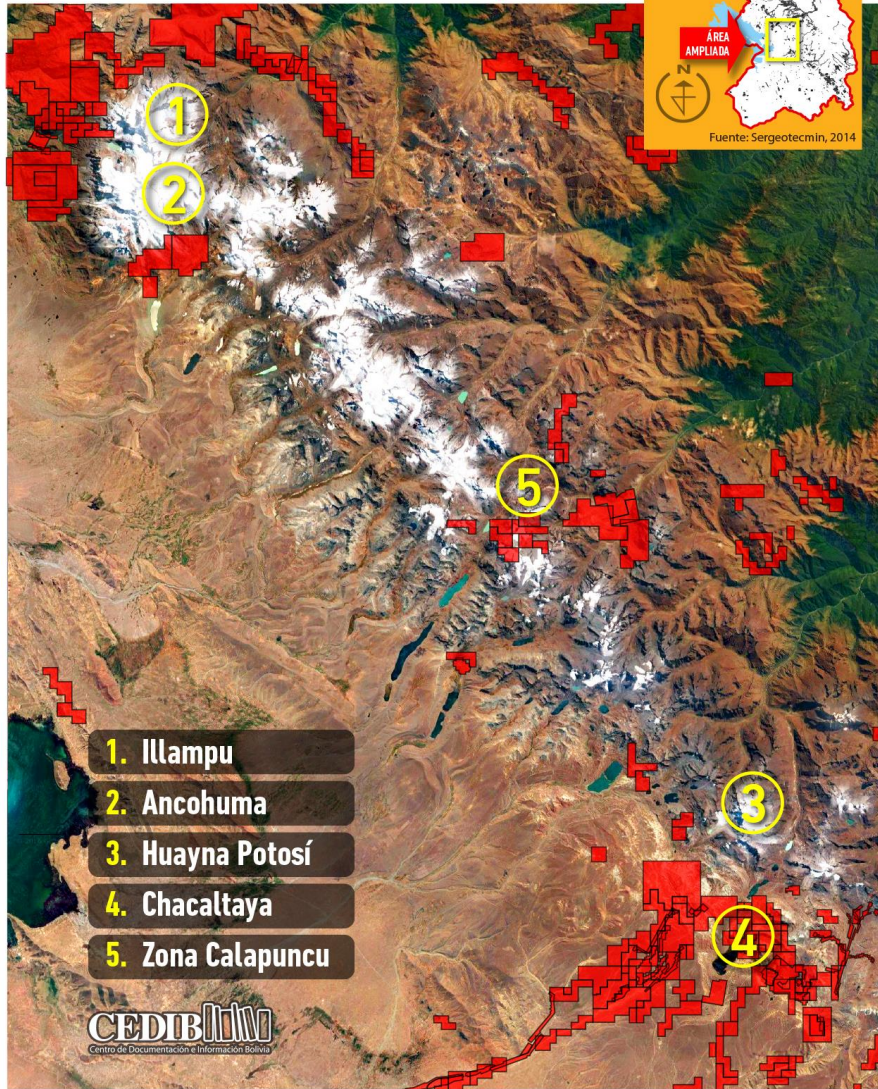 ÁREA
AMPLIADA
N
Fuente: Sergeotecmin, 2014
1
2
5
3
4
1. Illampu
2. Ancohuma
3. Huayna Potosí
4. Chacaltaya
5. Zona Calapuncu
CEDIB
Centro de Documentación e Información Bolivia